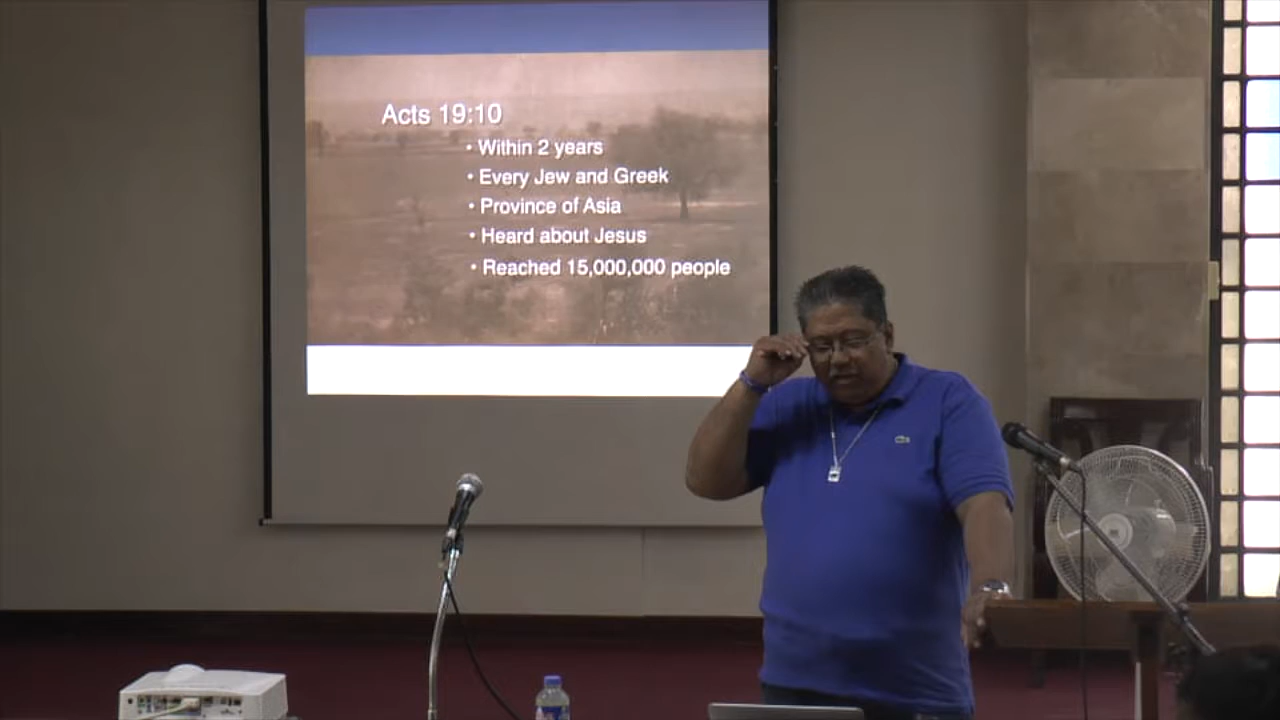 Acts 19:10
• Within 2 years
• Every Jew and Greek
• Province of Asia
• Heard about Jesus
• Reached 15,000,000 people